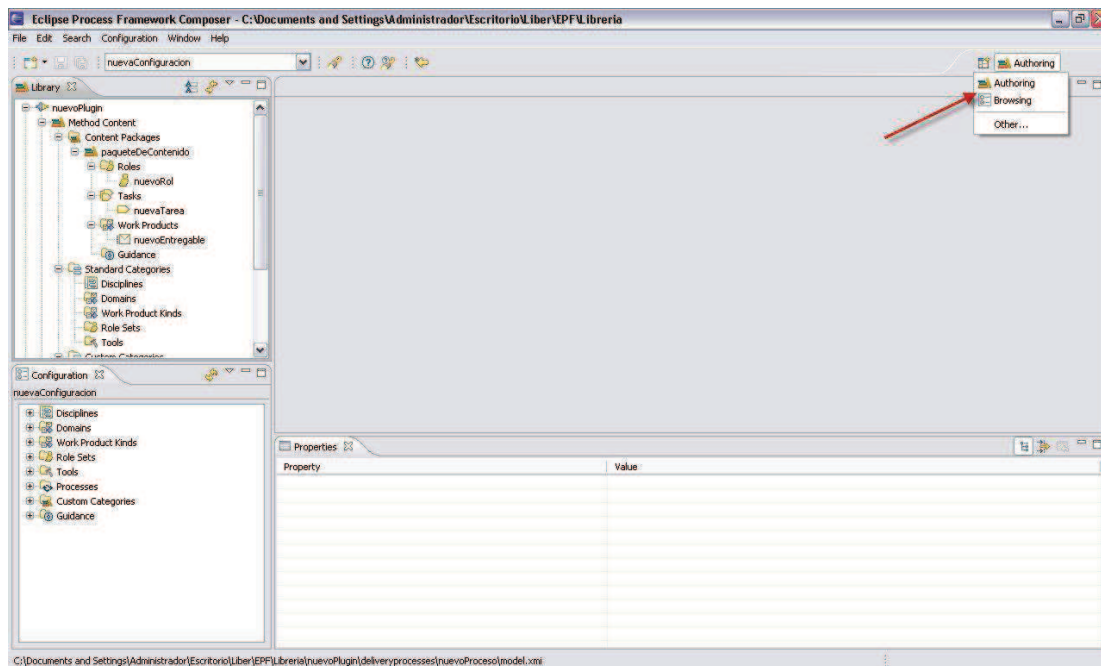 Eclipse Process Framework Composer - C:\Documents and Settings\Administrador\Escritorio\Liber\EPF\Libreria
File Edit Search Configuration Window Help
nuevaConfiguracion
Authoring
Authoring
Browsing
Other...
Library
nuevoPlugin
Method Content
Content Packages
paqueteDeContenido
Roles
nuevoRol
Tasks
nuevaTarea
Work Products
nuevoEntregable
Guidance
Standard Categories
Disciplines
Domains
Work Product Kinds
Role Sets
Tools
Custom Categories
Configuration
nuevaConfiguracion
Disciplines
Domains
Work Product Kinds
Role Sets
Tools
Processes
Custom Categories
Guidance
Properties
Property Value
C:\Documents and Settings\Administrador\Escritorio\Liber\EPF\Libreria\nuevoPlugin\deliveryprocesses\nuevoProceso\model.xmi